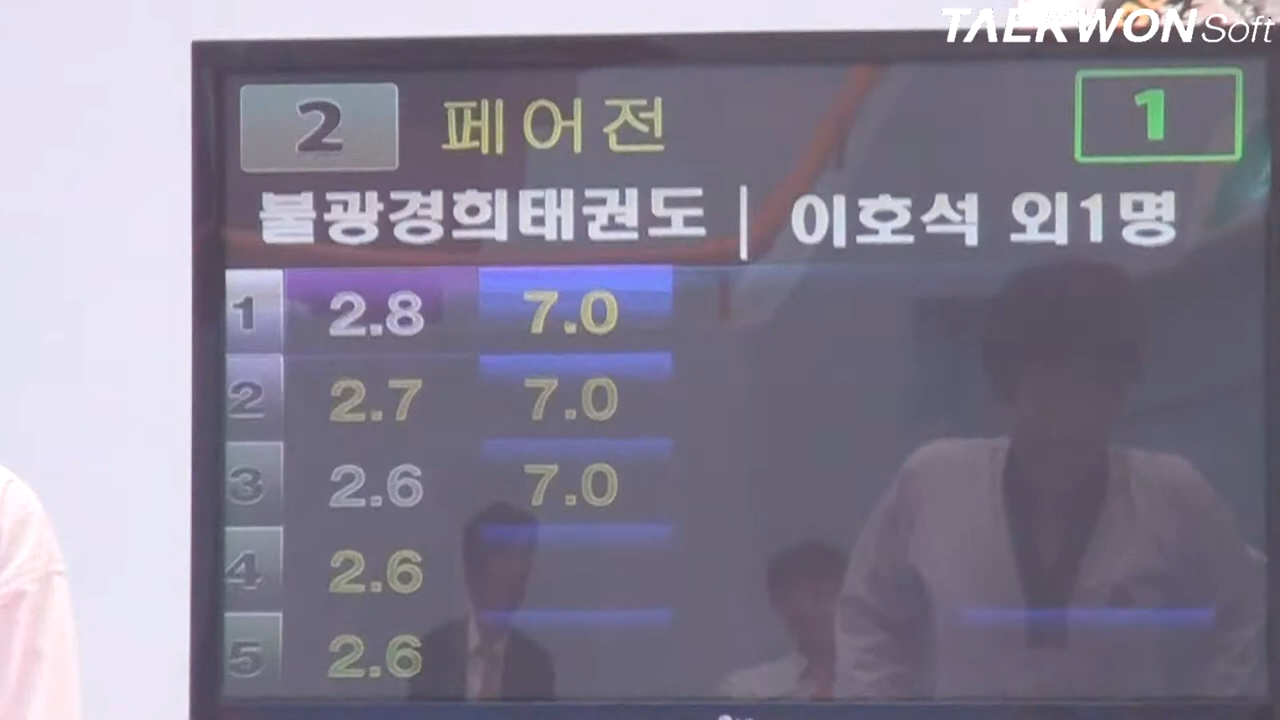 TAEKWONSoft
2 페어전 1
불광경희태권도 | 이호석 외1명
1 2.8 7.0
2 2.7 7.0
3 2.6 7.0
4 2.6
5 2.6